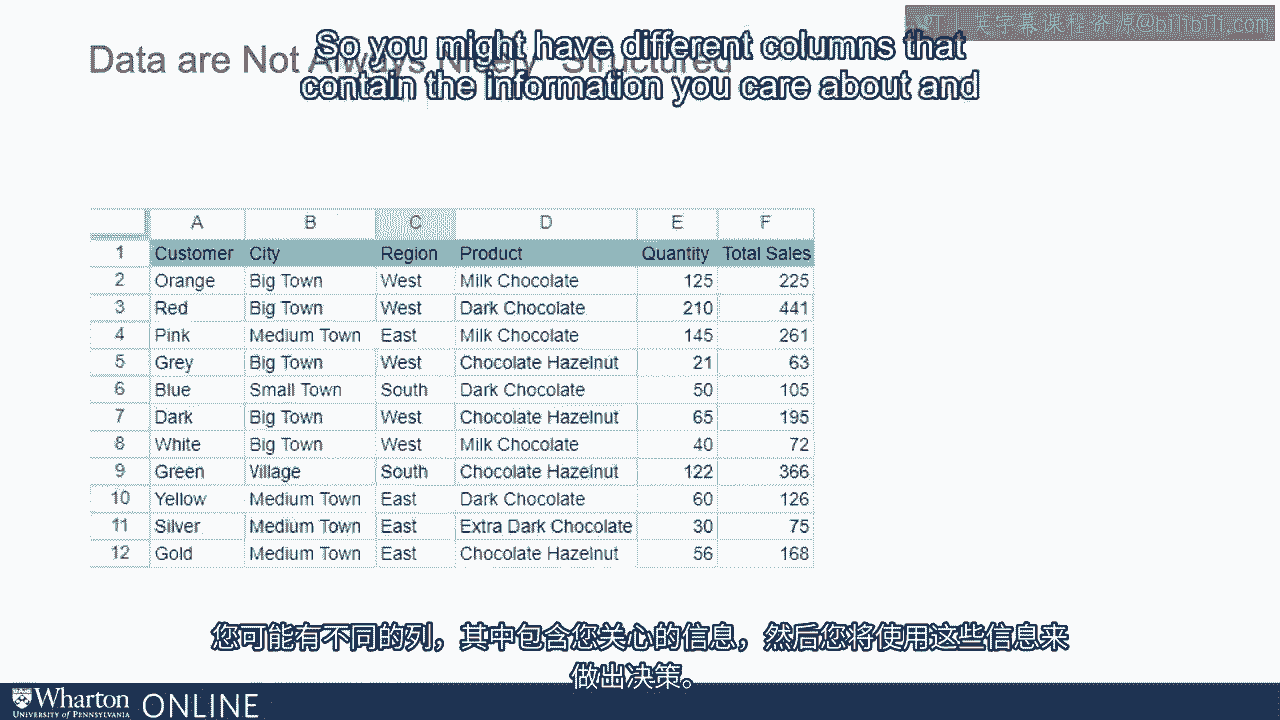 字幕课程资源@bilibili.com
So you might have different columns that
contain the information you care about and
Data are Not Always Nicely "Structured"
A B C D E F
1 Customer City Region Product Quantity Total Sales
2 Orange Big Town West Milk Chocolate 125 225
3 Red Big Town West Dark Chocolate 210 441
4 Pink Medium Town East Milk Chocolate 145 261
5 Grey Big Town West Chocolate Hazelnut 21 63
6 Blue Small Town South Dark Chocolate 50 105
7 Dark Big Town West Chocolate Hazelnut 65 195
8 White Big Town West Milk Chocolate 40 72
9 Green Village South Chocolate Hazelnut 122 366
10 Yellow Medium Town East Dark Chocolate 60 126
11 Silver Medium Town East Extra Dark Chocolate 30 75
12 Gold Medium Town East Chocolate Hazelnut 56 168
您可能有不同的列，其中包含您关心的信息，然后您将使用这些信息来
做出决策。
Wharton ONLINE
UNIVERSITY of PENNSYLVANIA